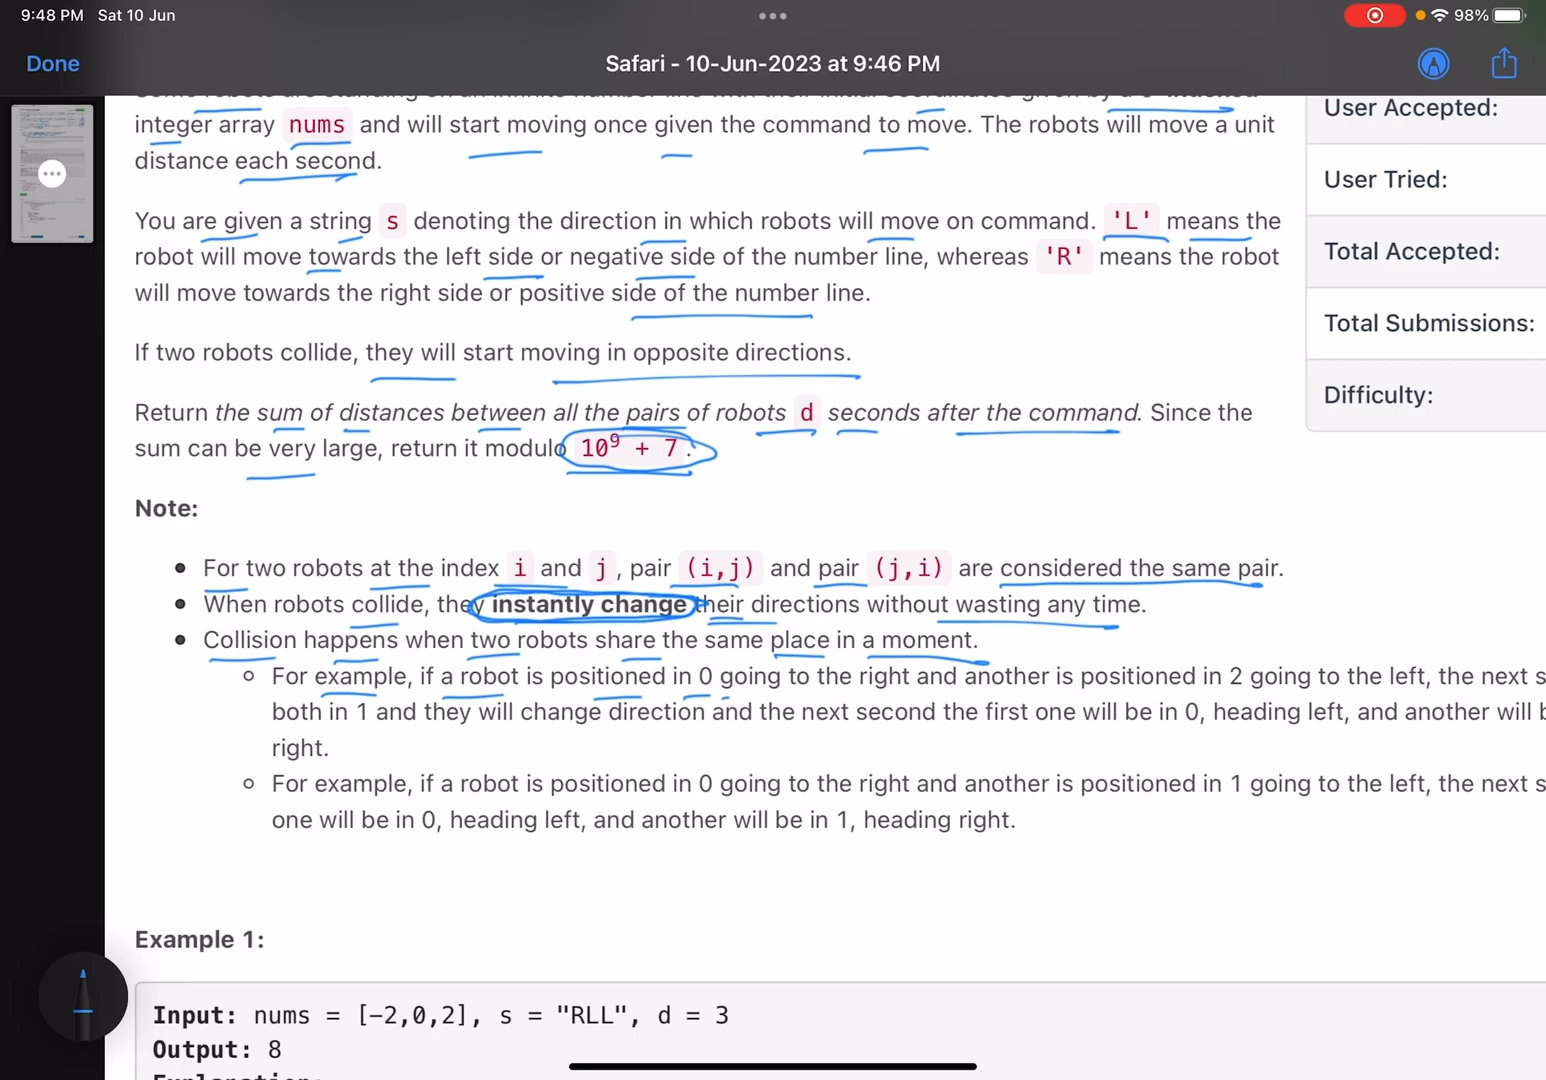 9:48 PM Sat 10 Jun
98%
Done
Safari - 10-Jun-2023 at 9:46 PM
integer array nums and will start moving once given the command to move. The robots will move a unit
distance each second.
You are given a string s denoting the direction in which robots will move on command. 'L' means the
robot will move towards the left side or negative side of the number line, whereas 'R' means the robot
will move towards the right side or positive side of the number line.
If two robots collide, they will start moving in opposite directions.
Return the sum of distances between all the pairs of robots d seconds after the command. Since the
sum can be very large, return it modulo 10⁹ + 7.
Note:
• For two robots at the index i and j, pair (i,j) and pair (j,i) are considered the same pair.
• When robots collide, they instantly change their directions without wasting any time.
• Collision happens when two robots share the same place in a moment.
◦ For example, if a robot is positioned in 0 going to the right and another is positioned in 2 going to the left, the next s
both in 1 and they will change direction and the next second the first one will be in 0, heading left, and another will
right.
◦ For example, if a robot is positioned in 0 going to the right and another is positioned in 1 going to the left, the next s
one will be in 0, heading left, and another will be in 1, heading right.
Example 1:
Input: nums = [-2,0,2], s = "RLL", d = 3
Output: 8
User Accepted:
User Tried:
Total Accepted:
Total Submissions:
Difficulty: